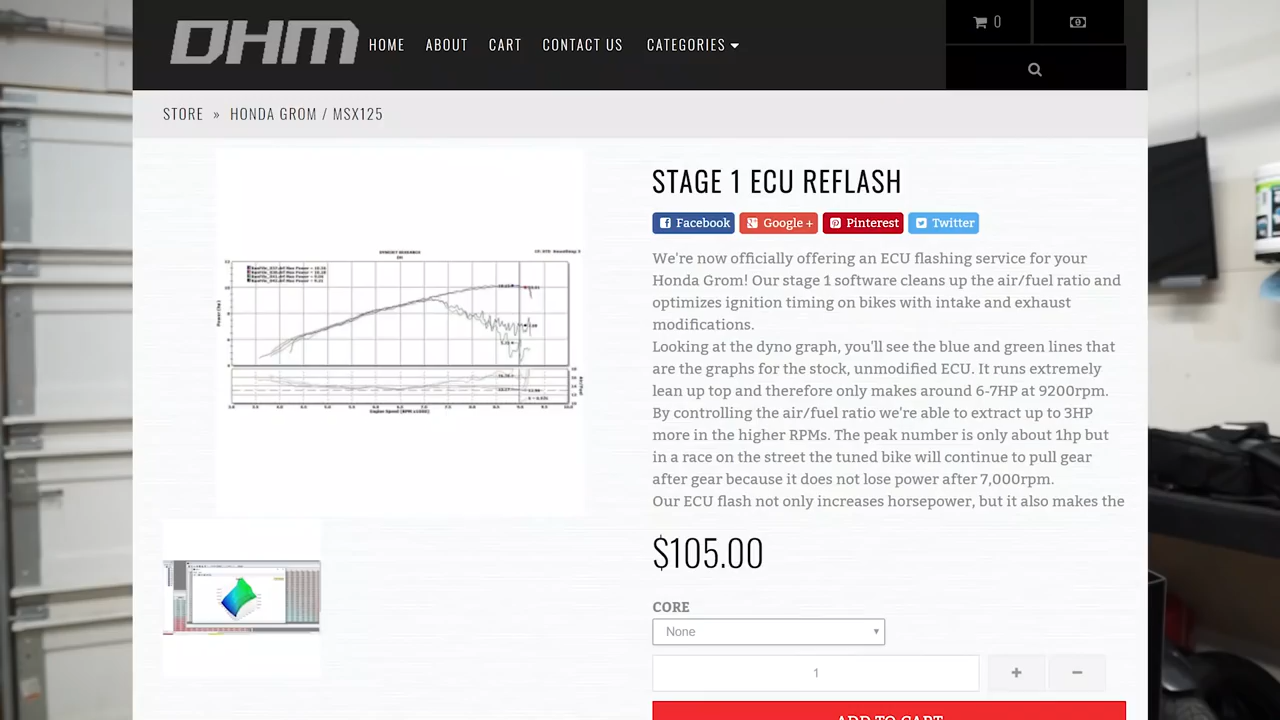 DHM
HOME ABOUT CART CONTACT US CATEGORIES
0
STORE » HONDA GROM / MSX125
STAGE 1 ECU REFLASH
Facebook Google + Pinterest Twitter
We're now officially offering an ECU flashing service for your
Honda Grom! Our stage 1 software cleans up the air/fuel ratio and
optimizes ignition timing on bikes with intake and exhaust
modifications.
Looking at the dyno graph, you'll see the blue and green lines that
are the graphs for the stock, unmodified ECU. It runs extremely
lean up top and therefore only makes around 6-7HP at 9200rpm.
By controlling the air/fuel ratio we're able to extract up to 3HP
more in the higher RPMs. The peak number is only about 1hp but
in a race on the street the tuned bike will continue to pull gear
after gear because it does not lose power after 7,000rpm.
Our ECU flash not only increases horsepower, but it also makes the
$105.00
CORE
None
1 + −
ADD TO CART